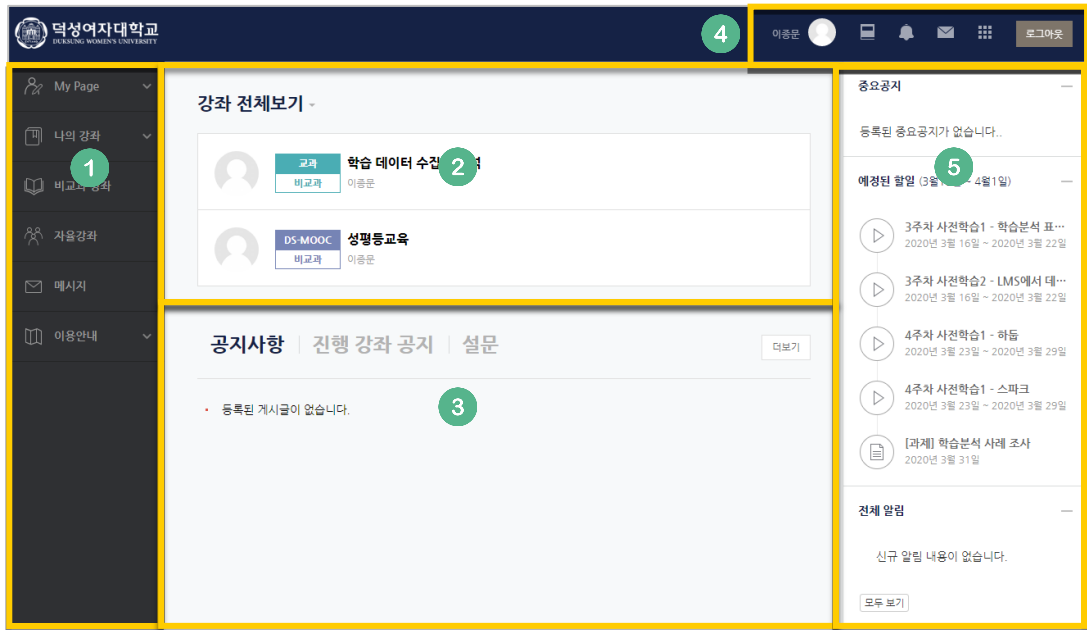 덕성여자대학교
DUKSUNG WOMEN'S UNIVERSITY
4
이종문
로그아웃
My Page
나의 강좌
1
비교과 강좌
자율강좌
메시지
이용안내
강좌 전체보기
교과
비교과
학습 데이터 수집
2
이종문
DS-MOOC
비교과
성평등교육
이종문
공지사항
진행 강좌 공지
설문
더보기
등록된 게시글이 없습니다.
3
중요공지
등록된 중요공지가 없습니다..
5
예정된 할일 (3월 ~ 4월1일)
3주차 사전학습1 - 학습분석 표…
2020년 3월 16일 ~ 2020년 3월 22일
3주차 사전학습2 - LMS에서 데…
2020년 3월 16일 ~ 2020년 3월 22일
4주차 사전학습1 - 하둡
2020년 3월 23일 ~ 2020년 3월 29일
4주차 사전학습1 - 스파크
2020년 3월 23일 ~ 2020년 3월 29일
[과제] 학습분석 사례 조사
2020년 3월 31일
전체 알림
신규 알림 내용이 없습니다.
모두 보기